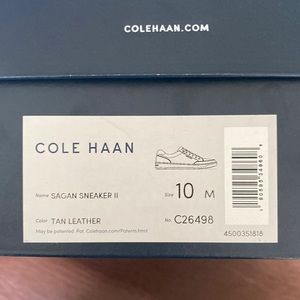 COLEHAAN.COM
COLE HAAN
Name SAGAN SNEAKER II Size 10 M
Color TAN LEATHER No. C26498
May be patented. Pat. Colehaan.com/Patents.html
4500351818